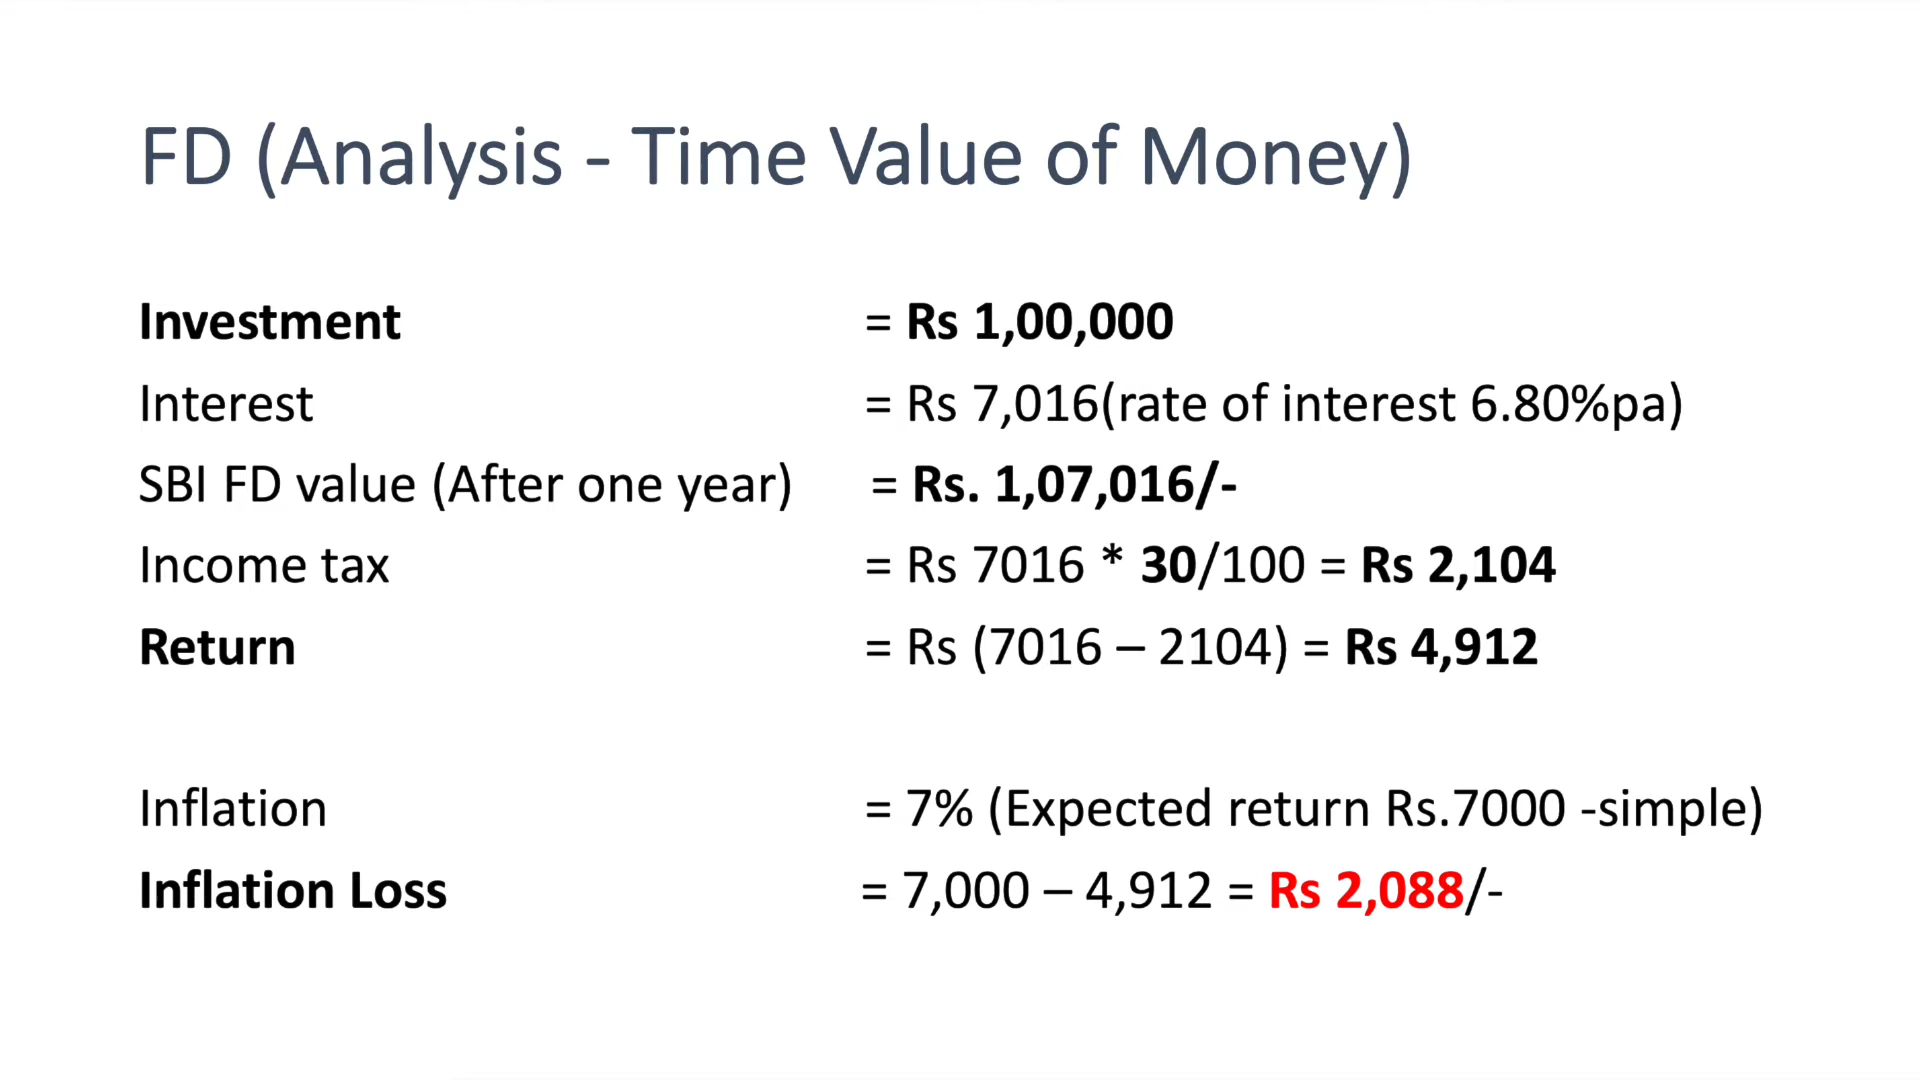 FD (Analysis - Time Value of Money)
Investment = Rs 1,00,000
Interest = Rs 7,016(rate of interest 6.80%pa)
SBI FD value (After one year) = Rs. 1,07,016/-
Income tax = Rs 7016 * 30/100 = Rs 2,104
Return = Rs (7016 – 2104) = Rs 4,912
Inflation = 7% (Expected return Rs.7000 -simple)
Inflation Loss = 7,000 – 4,912 = Rs 2,088/-